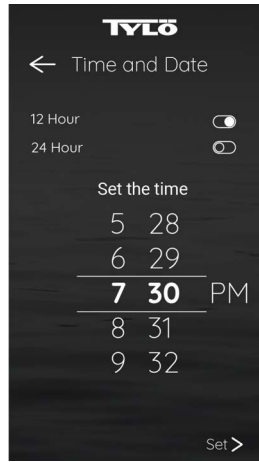 TYLÖ
Time and Date
12 Hour
24 Hour
Set the time
5 28
6 29
7 30 PM
8 31
9 32
Set >